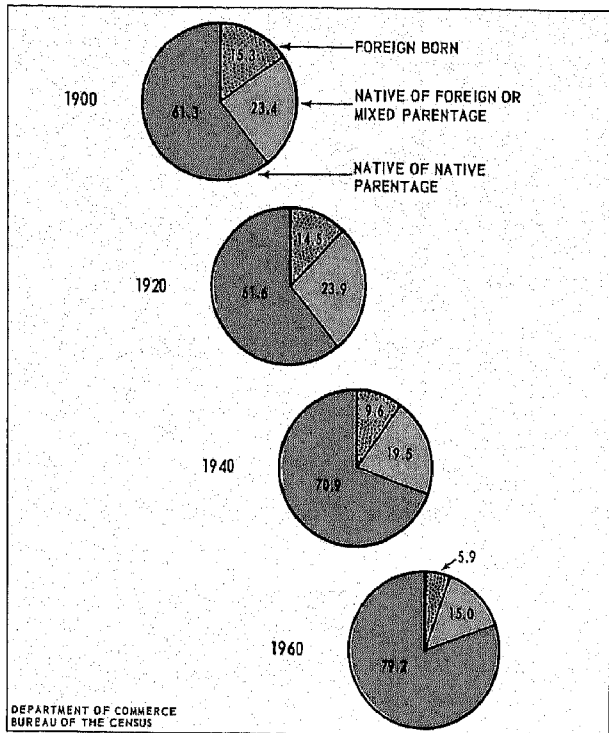 FOREIGN BORN
15.3
1900
NATIVE OF FOREIGN OR
MIXED PARENTAGE
61.3
23.4
NATIVE OF NATIVE
PARENTAGE
14.5
1920
61.6
23.9
9.6
1940
19.5
70.9
5.9
15.0
1960
79.2
DEPARTMENT OF COMMERCE
BUREAU OF THE CENSUS